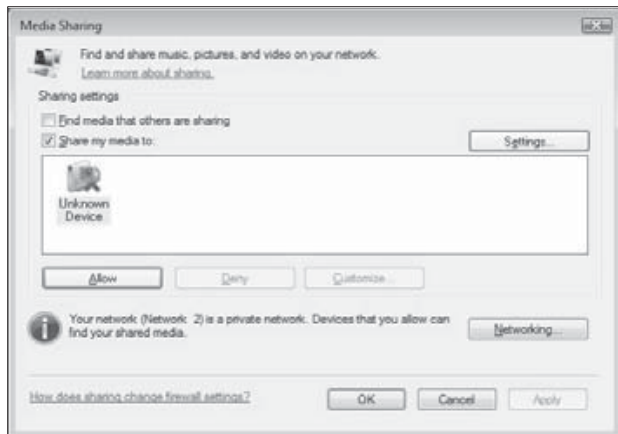 Media Sharing
Find and share music, pictures, and video on your network.
Learn more about sharing.
Sharing settings
Find media that others are sharing
Share my media to:
Settings...
Unknown
Device
Allow
Deny
Customize...
Your network (Network 2) is a private network. Devices that you allow can
find your shared media.
Networking...
How does sharing change firewall settings?
OK
Cancel
Apply